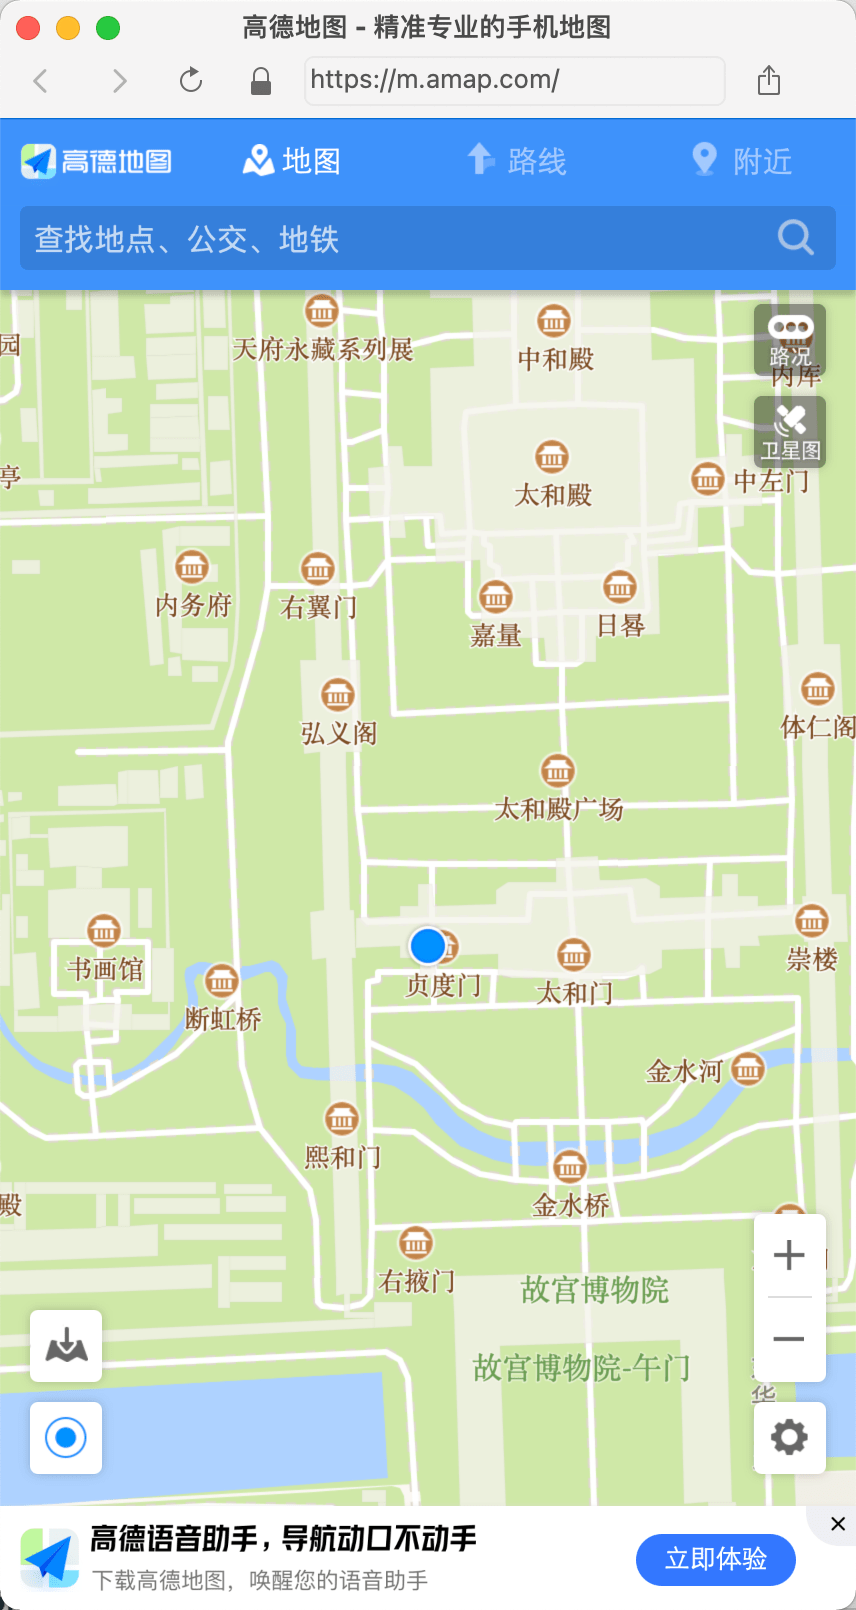 高德地图 - 精准专业的手机地图
https://m.amap.com/
高德地图
地图
路线
附近
查找地点、公交、地铁
园
天府永藏系列展
中和殿
路况
内库
卫星图
亭
太和殿
中左门
内务府
右翼门
嘉量
日晷
弘义阁
体仁阁
太和殿广场
书画馆
贞度门
太和门
崇楼
断虹桥
金水河
熙和门
殿
金水桥
右掖门
故宫博物院
故宫博物院-午门
华
高德语音助手，导航动口不动手
下载高德地图，唤醒您的语音助手
立即体验